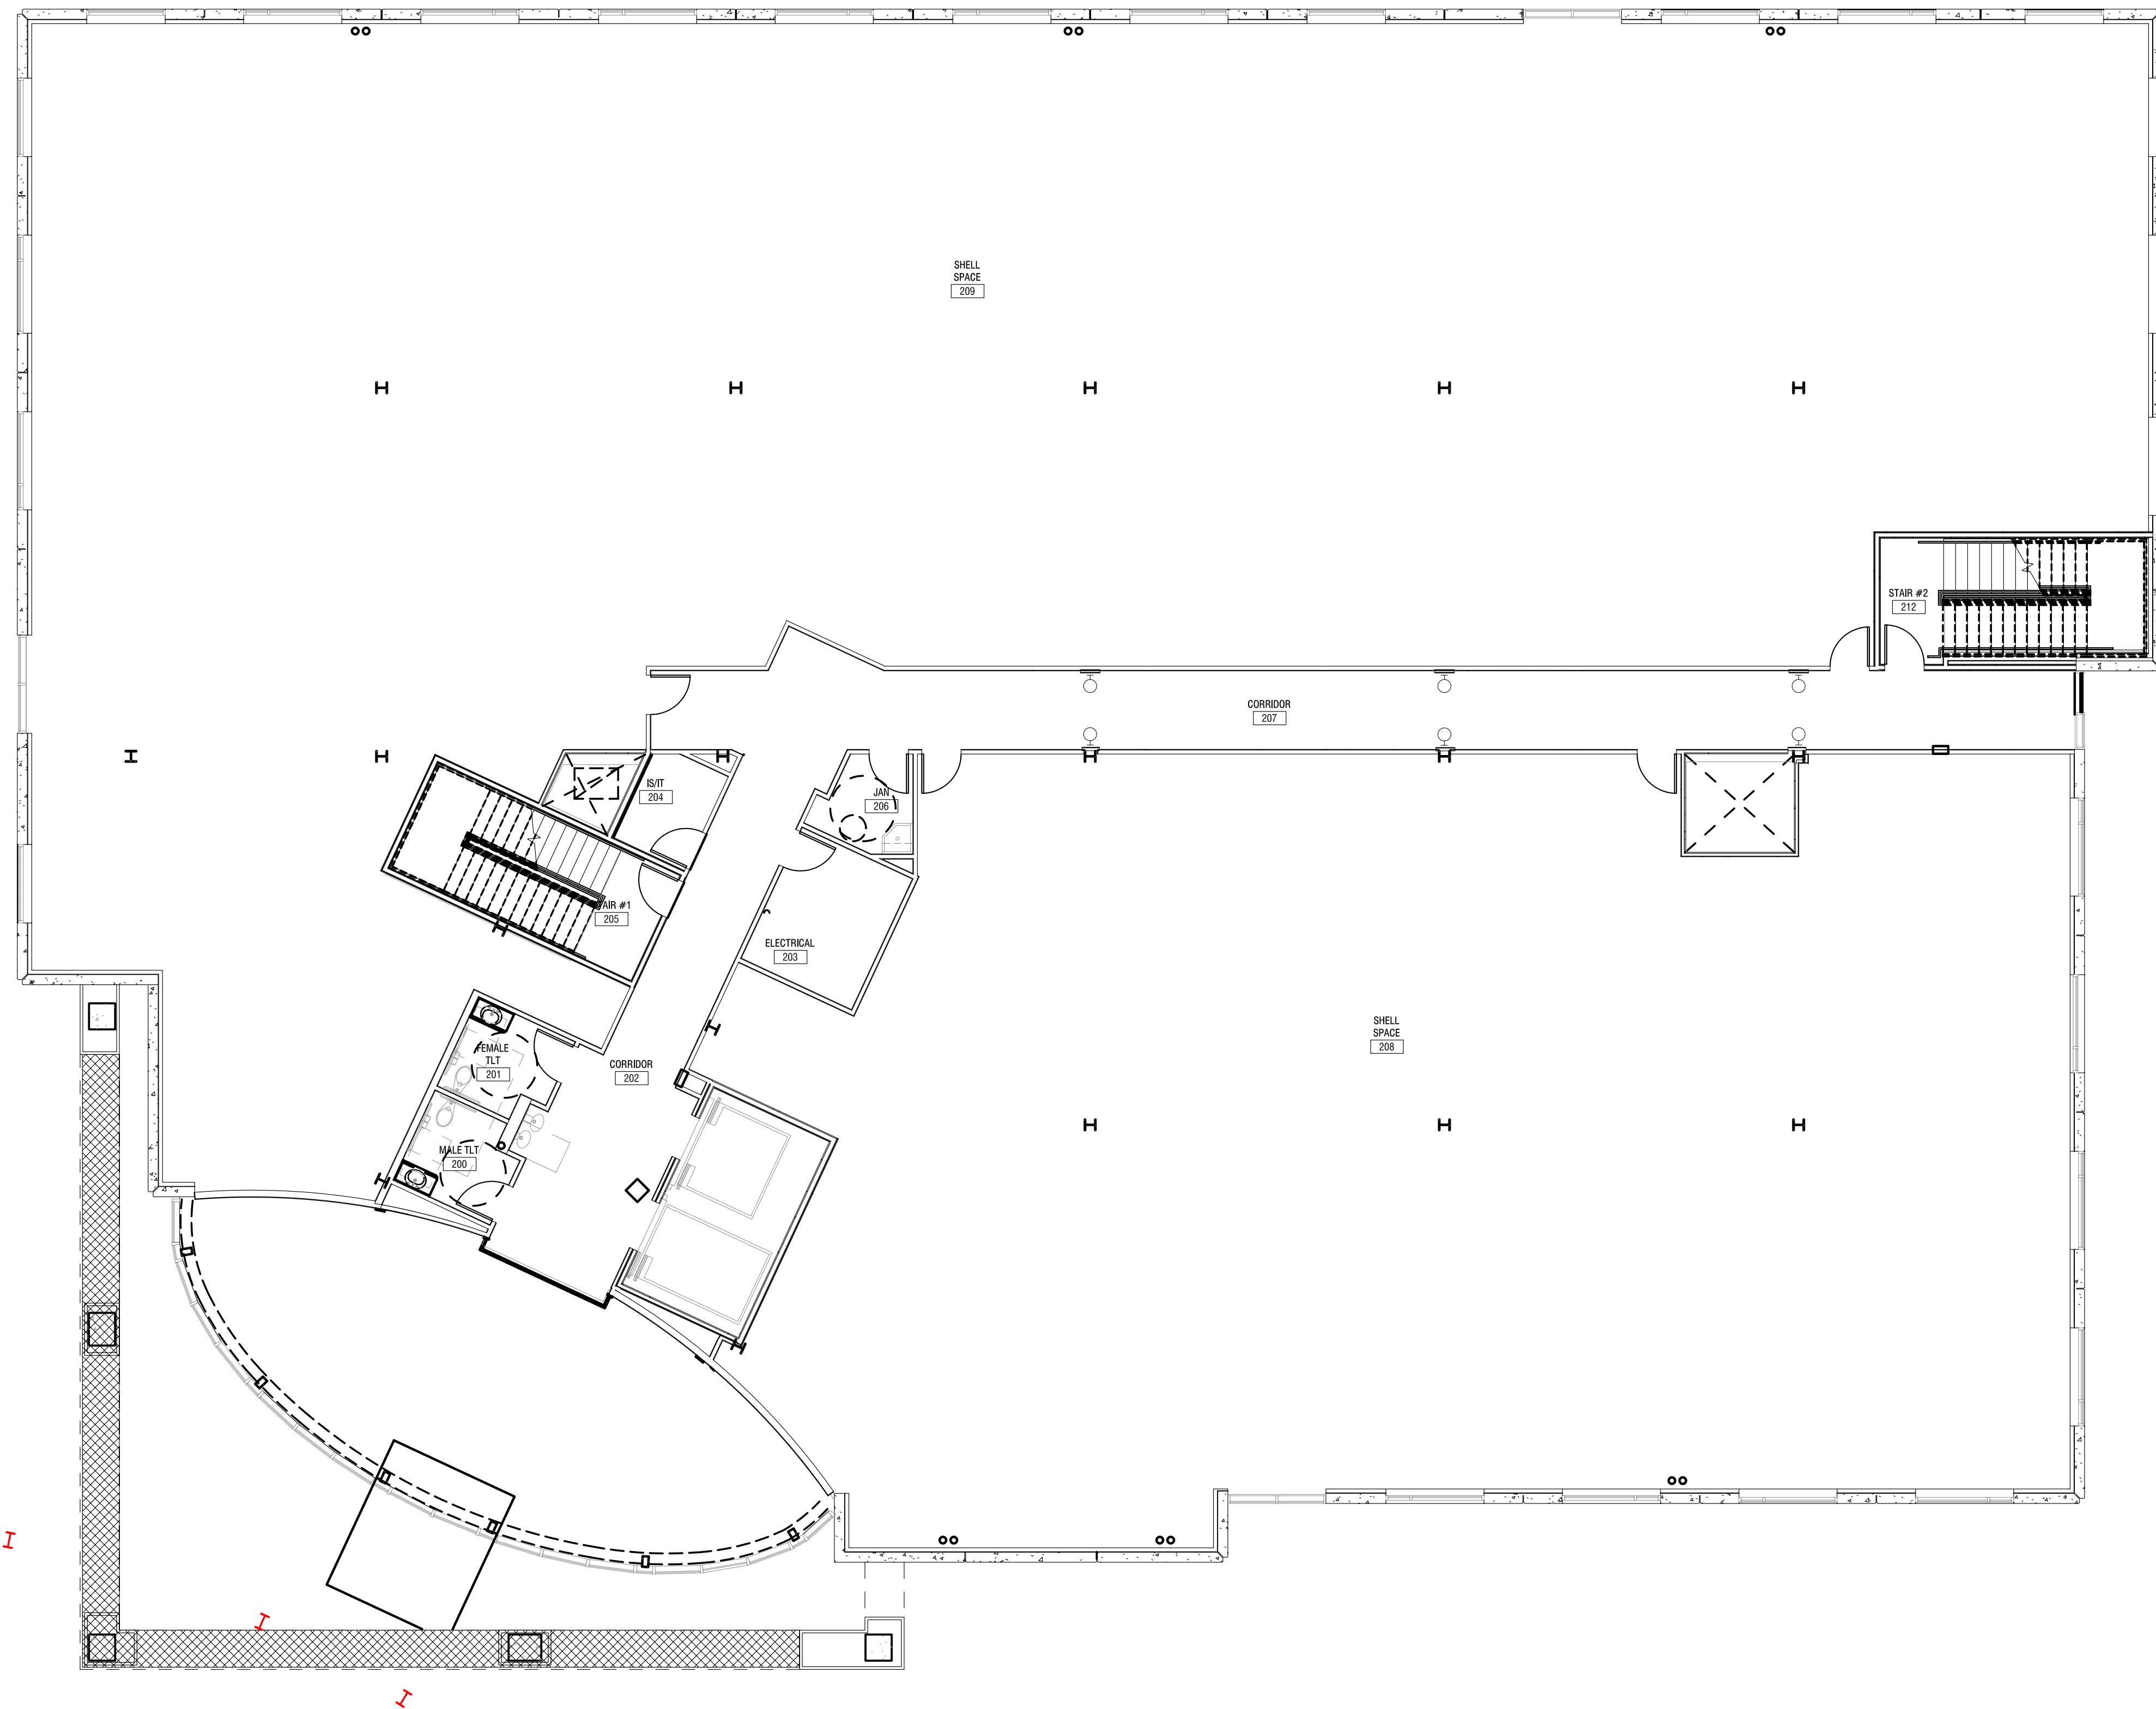 SHELL
SPACE
209
STAIR #2
212
CORRIDOR
207
IS/IT
204
JAN
206
AIR #1
205
ELECTRICAL
203
SHELL
SPACE
208
FEMALE
TLT
201
CORRIDOR
202
MALE TLT
200